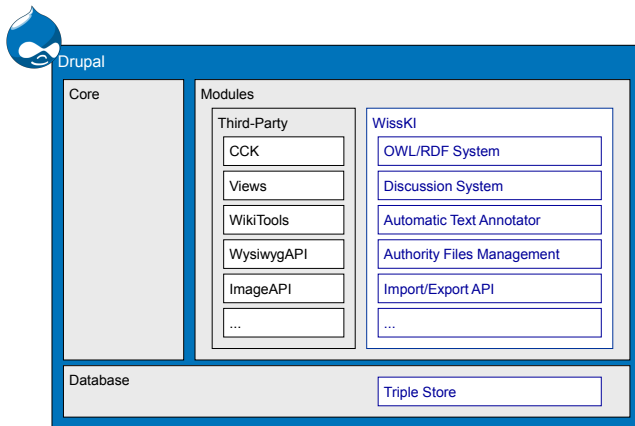 Drupal
Core
Modules
Third-Party
CCK
Views
WikiTools
WysiwygAPI
ImageAPI
...
WissKI
OWL/RDF System
Discussion System
Automatic Text Annotator
Authority Files Management
Import/Export API
...
Database
Triple Store